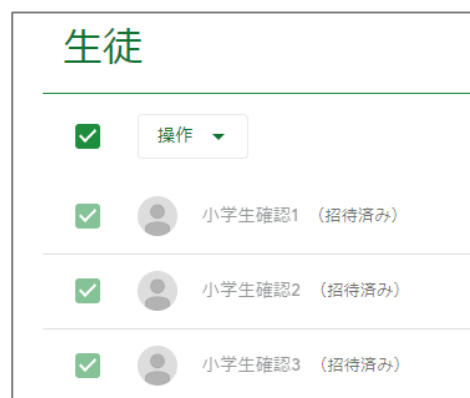 生徒
操作
小学生確認1 （招待済み）
小学生確認2 （招待済み）
小学生確認3 （招待済み）